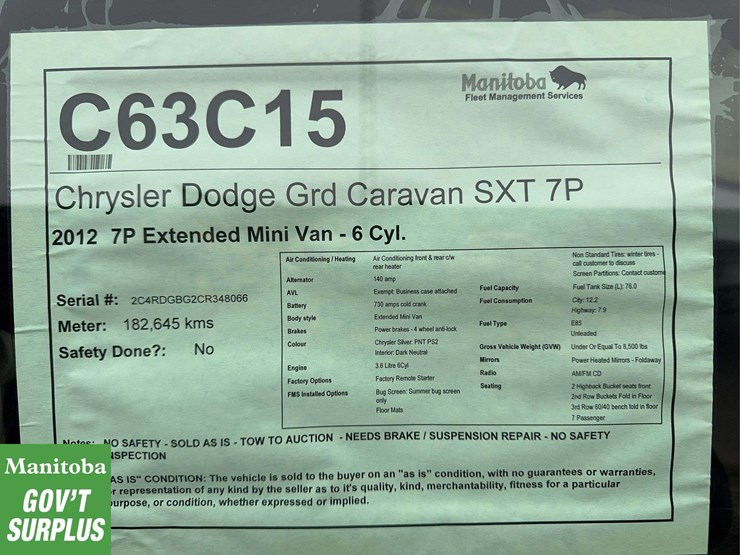 C63C15
Manitoba
Fleet Management Services
Chrysler Dodge Grd Caravan SXT 7P
2012 7P Extended Mini Van - 6 Cyl.
Serial #: 2C4RDGBG2CR348066
Meter: 182,645 kms
Safety Done?: No
Air Conditioning / Heating Air Conditioning front & rear c/w
rear heater
Alternator 140 amp
AVL Exempt: Business case attached
Battery 730 amps cold crank
Body style Extended Mini Van
Brakes Power brakes - 4 wheel anti-lock
Colour Chrysler Silver: PNT PS2
Interior: Dark Neutral
Engine 3.6 Litre 6Cyl
Factory Options Factory Remote Starter
FMS Installed Options Bug Screen: Summer bug screen
only
Floor Mats
Non Standard Tires: winter tires -
call customer to discuss
Screen Partitions: Contact custome
Fuel Capacity Fuel Tank Size (L): 76.0
Fuel Consumption City: 12.2
Highway: 7.9
Fuel Type E85
Unleaded
Gross Vehicle Weight (GVW) Under Or Equal To 8,500 lbs
Mirrors Power Heated Mirrors - Foldaway
Radio AM/FM CD
Seating 2 Highback Bucket seats front
2nd Row Buckets Fold in Floor
3rd Row 60/40 bench fold in floor
7 Passenger
Notes: NO SAFETY - SOLD AS IS - TOW TO AUCTION - NEEDS BRAKE / SUSPENSION REPAIR - NO SAFETY
ISPECTION
AS IS" CONDITION: The vehicle is sold to the buyer on an "as is" condition, with no guarantees or warranties,
r representation of any kind by the seller as to it's quality, kind, merchantability, fitness for a particular
urpose, or condition, whether expressed or implied.
Manitoba
GOV'T
SURPLUS